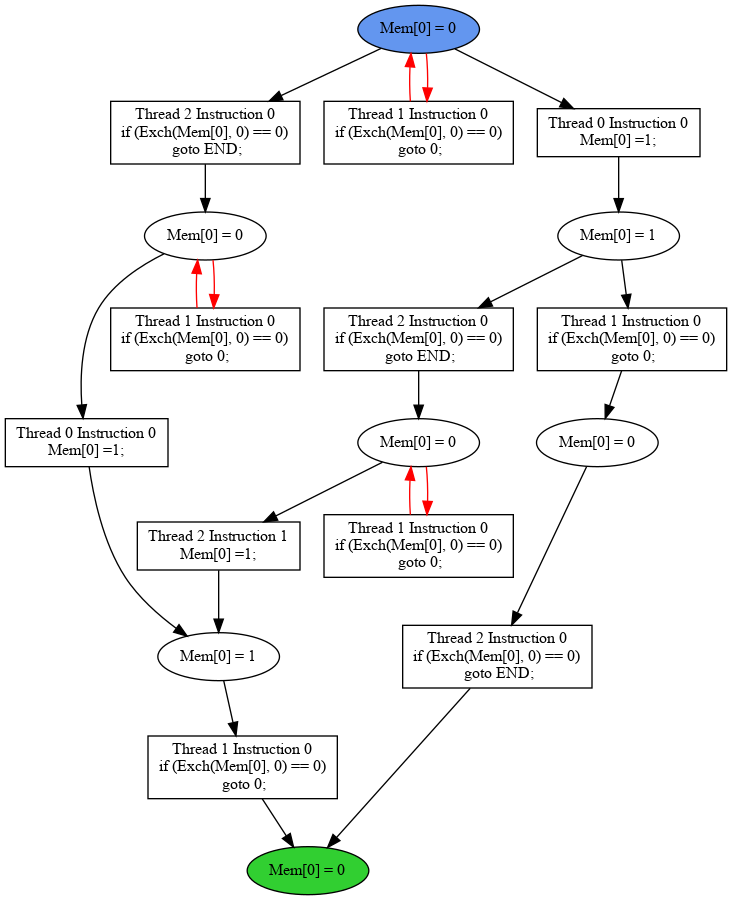 Mem[0] = 0
Thread 2 Instruction 0
if (Exch(Mem[0], 0) == 0)
goto END;
Thread 1 Instruction 0
if (Exch(Mem[0], 0) == 0)
goto 0;
Thread 0 Instruction 0
Mem[0] =1;
Mem[0] = 0
Mem[0] = 1
Thread 1 Instruction 0
if (Exch(Mem[0], 0) == 0)
goto 0;
Thread 2 Instruction 0
if (Exch(Mem[0], 0) == 0)
goto END;
Thread 1 Instruction 0
if (Exch(Mem[0], 0) == 0)
goto 0;
Thread 0 Instruction 0
Mem[0] =1;
Mem[0] = 0
Mem[0] = 0
Thread 2 Instruction 1
Mem[0] =1;
Thread 1 Instruction 0
if (Exch(Mem[0], 0) == 0)
goto 0;
Mem[0] = 1
Thread 2 Instruction 0
if (Exch(Mem[0], 0) == 0)
goto END;
Thread 1 Instruction 0
if (Exch(Mem[0], 0) == 0)
goto 0;
Mem[0] = 0